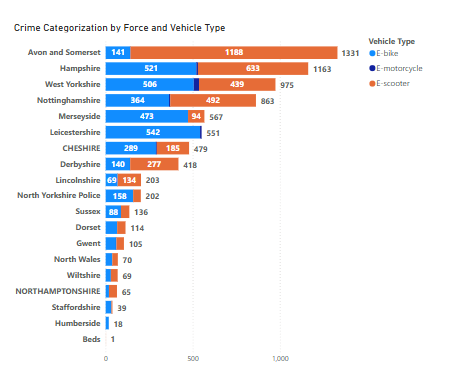 Crime Categorization by Force and Vehicle Type
Vehicle Type
E-bike
E-motorcycle
E-scooter
Avon and Somerset 141 1188 1331
Hampshire 521 633 1163
West Yorkshire 506 439 975
Nottinghamshire 364 492 863
Merseyside 473 94 567
Leicestershire 542 551
CHESHIRE 289 185 479
Derbyshire 140 277 418
Lincolnshire 69 134 203
North Yorkshire Police 158 202
Sussex 88 136
Dorset 114
Gwent 105
North Wales 70
Wiltshire 69
NORTHAMPTONSHIRE 65
Staffordshire 39
Humberside 18
Beds 1
0 500 1,000